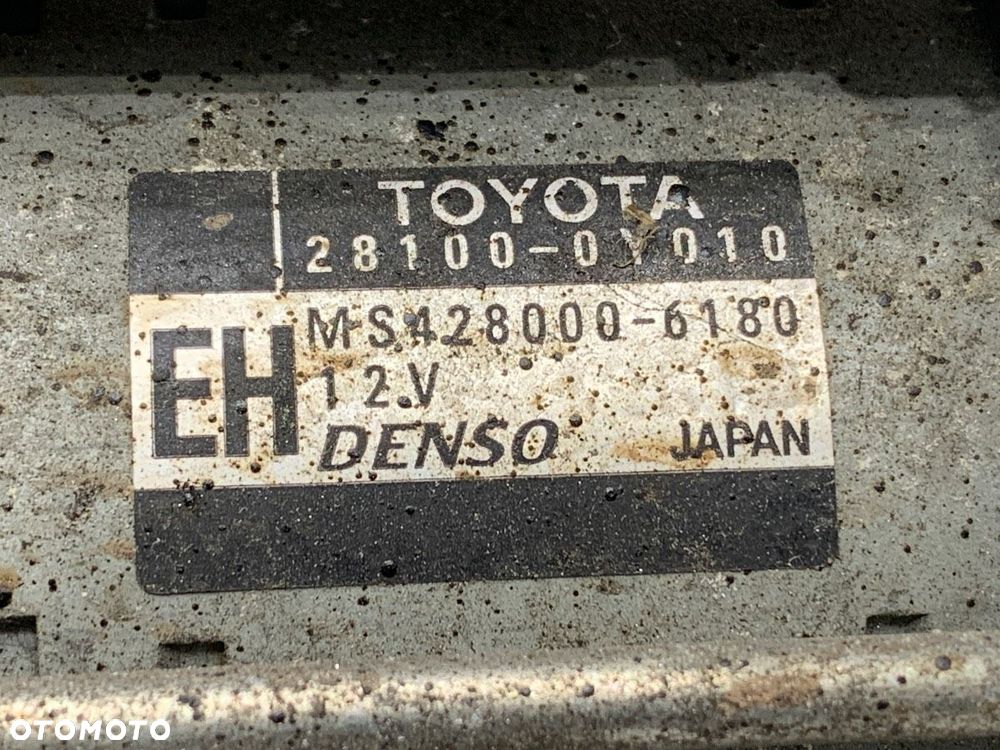 TOYOTA
28100-0Y010
EH
MS428000-6180
12V
DENSO JAPAN
OTOMOTO